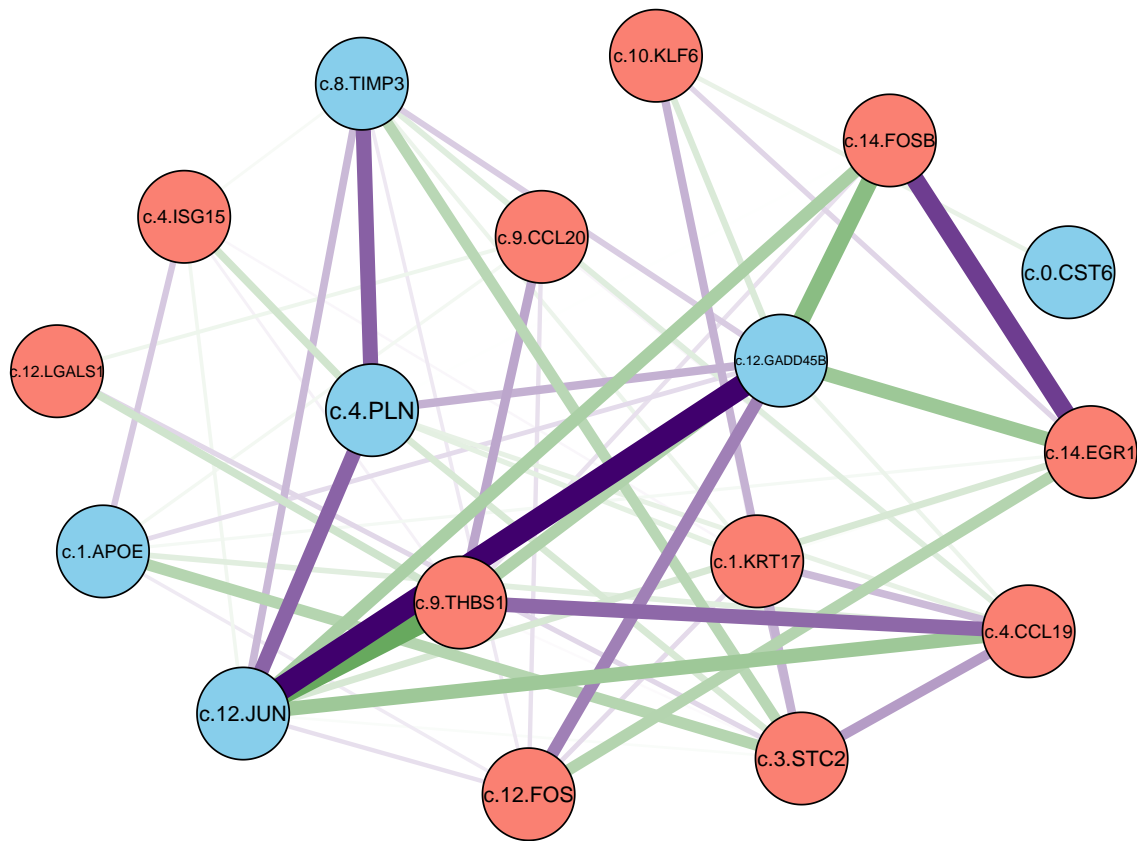 c.10.KLF6
c.8.TIMP3
c.14.FOSB
c.4.ISG15
c.9.CCL20
c.0.CST6
c.12.GADD45B
c.12.LGALS1
c.4.PLN
c.14.EGR1
c.1.APOE
c.1.KRT17
c.9.THBS1
c.4.CCL19
c.12.JUN
c.3.STC2
c.12.FOS